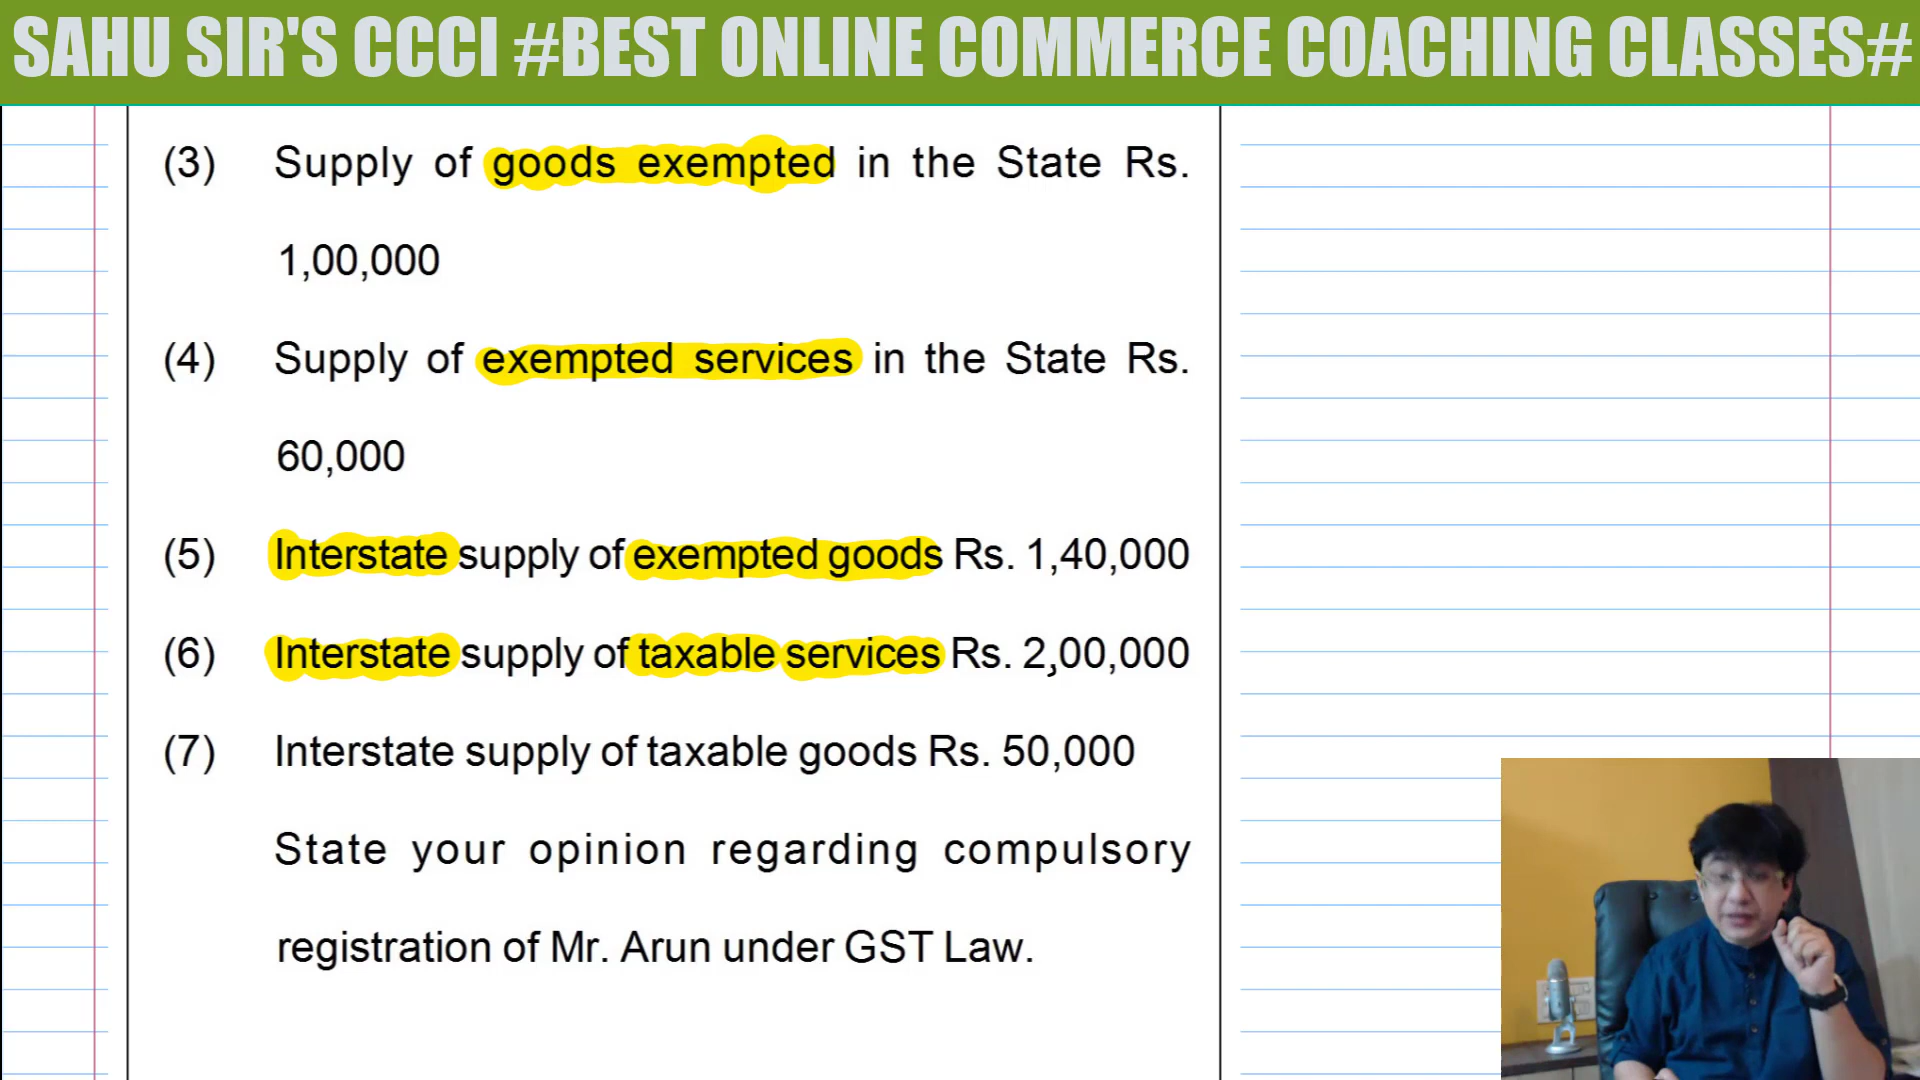 SAHU SIR'S CCCI #BEST ONLINE COMMERCE COACHING CLASSES#
(3) Supply of goods exempted in the State Rs.
1,00,000
(4) Supply of exempted services in the State Rs.
60,000
(5) Interstate supply of exempted goods Rs. 1,40,000
(6) Interstate supply of taxable services Rs. 2,00,000
(7) Interstate supply of taxable goods Rs. 50,000
State your opinion regarding compulsory
registration of Mr. Arun under GST Law.